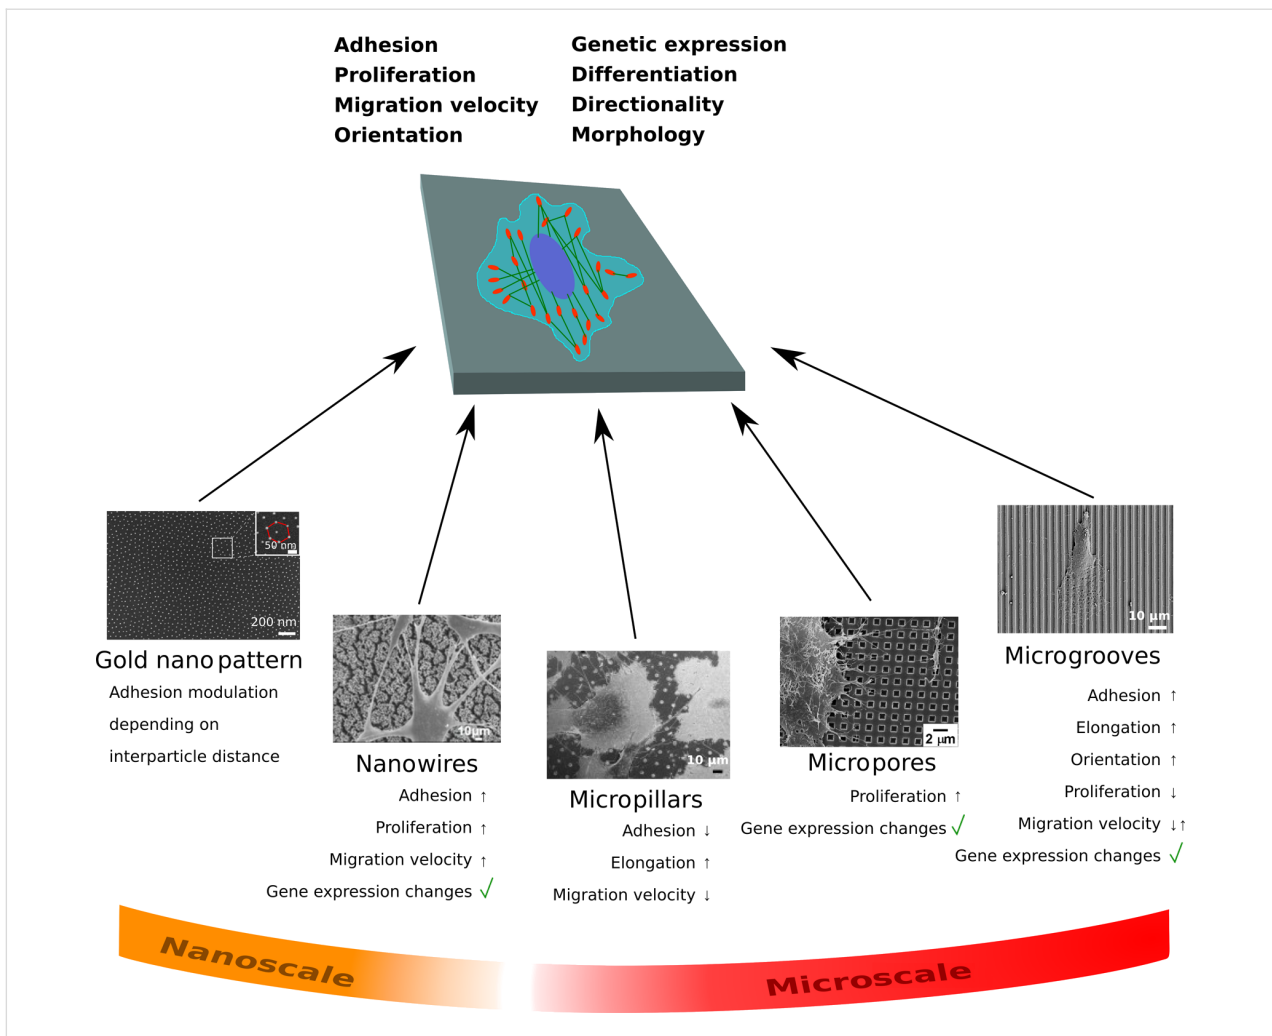 Adhesion
Proliferation
Migration velocity
Orientation
Genetic expression
Differentiation
Directionality
Morphology
50 nm
200 nm
Gold nano pattern
Adhesion modulation
depending on
interparticle distance
10µm
Nanowires
Adhesion ↑
Proliferation ↑
Migration velocity ↑
Gene expression changes √
10 µm
Micropillars
Adhesion ↓
Elongation ↑
Migration velocity ↓
2 µm
Micropores
Proliferation ↑
Gene expression changes √
10 µm
Microgrooves
Adhesion ↑
Elongation ↑
Orientation ↑
Proliferation ↓
Migration velocity ↓↑
Gene expression changes √
Nanoscale
Microscale